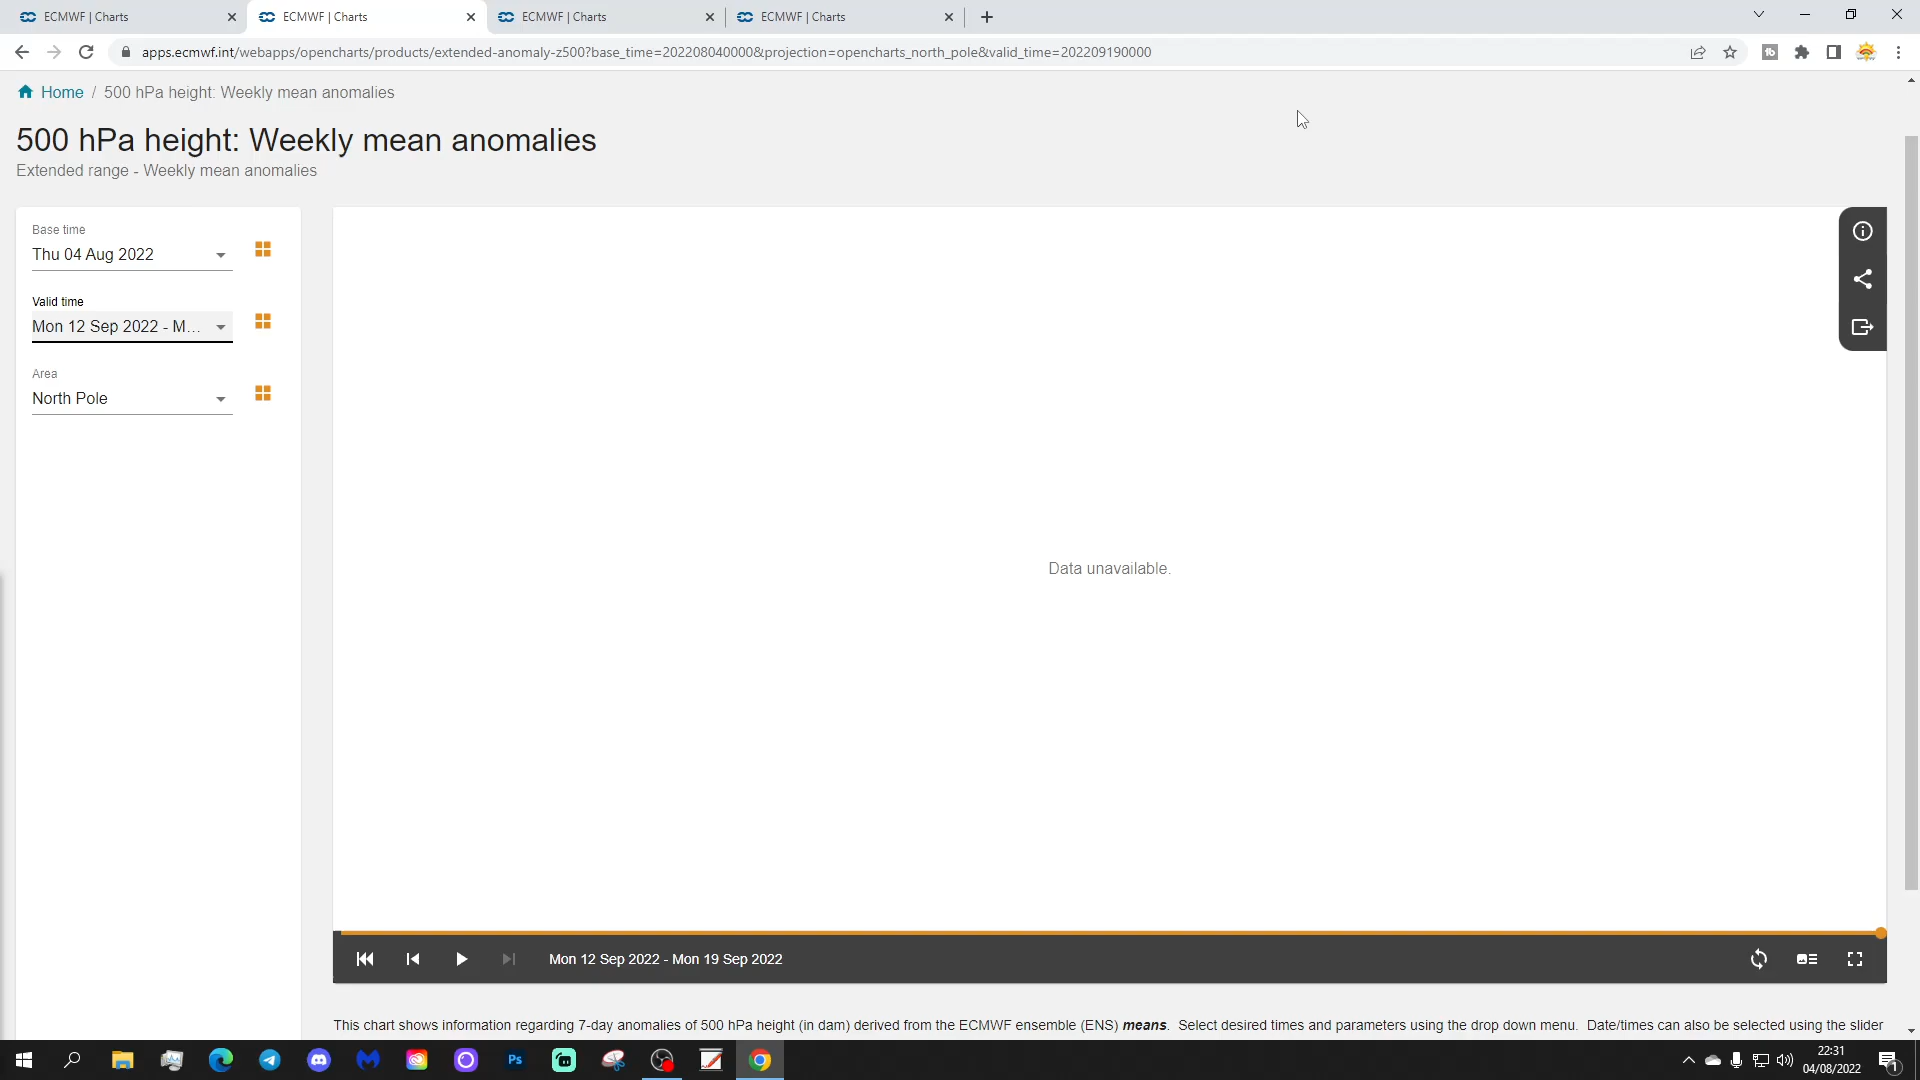 ECMWF | Charts
ECMWF | Charts
ECMWF | Charts
ECMWF | Charts
apps.ecmwf.int/webapps/opencharts/products/extended-anomaly-z500?base_time=202208040000&projection=opencharts_north_pole&valid_time=202209190000
Home / 500 hPa height: Weekly mean anomalies
500 hPa height: Weekly mean anomalies
Extended range - Weekly mean anomalies
Base time
Thu 04 Aug 2022
Valid time
Mon 12 Sep 2022 - M...
Area
North Pole
Data unavailable.
Mon 12 Sep 2022 - Mon 19 Sep 2022
This chart shows information regarding 7-day anomalies of 500 hPa height (in dam) derived from the ECMWF ensemble (ENS) means. Select desired times and parameters using the drop down menu. Date/times can also be selected using the slider
Ps
22:31
04/08/2022
1